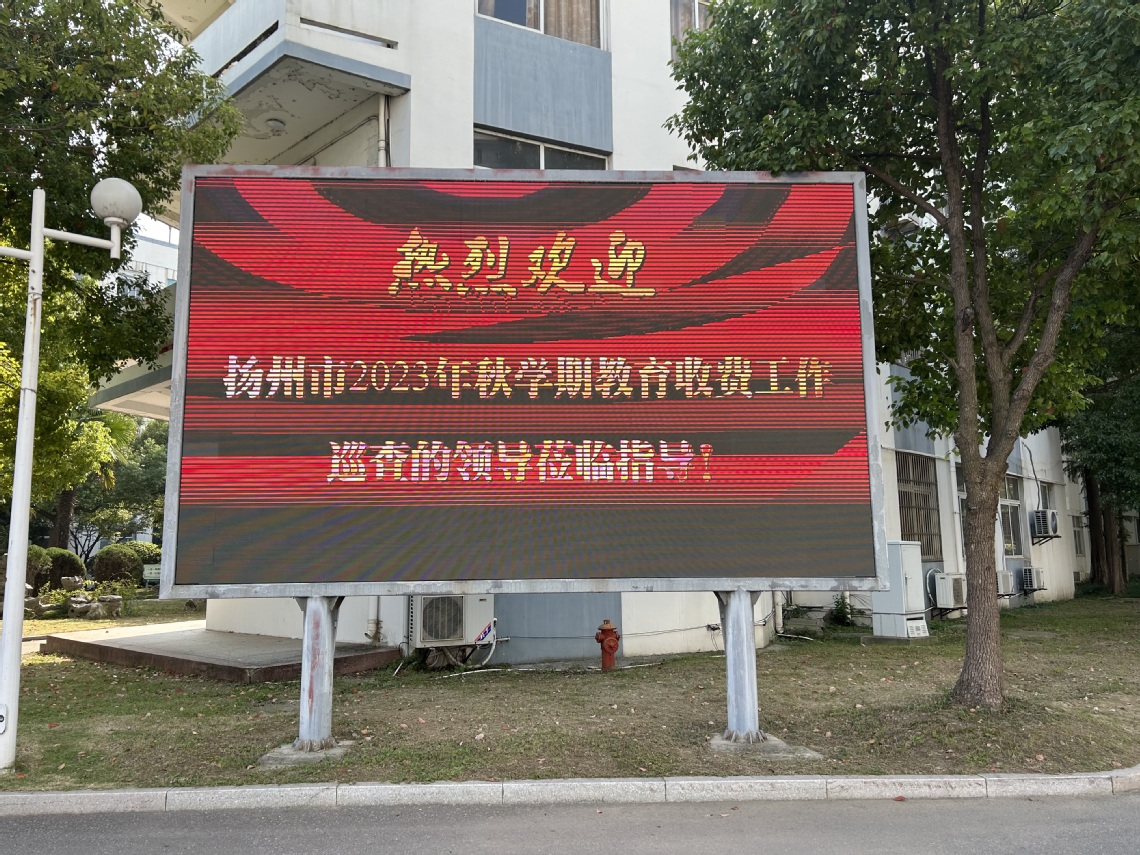 热烈欢迎
扬州市2023年秋学期教育收费工作
巡查的领导莅临指导！